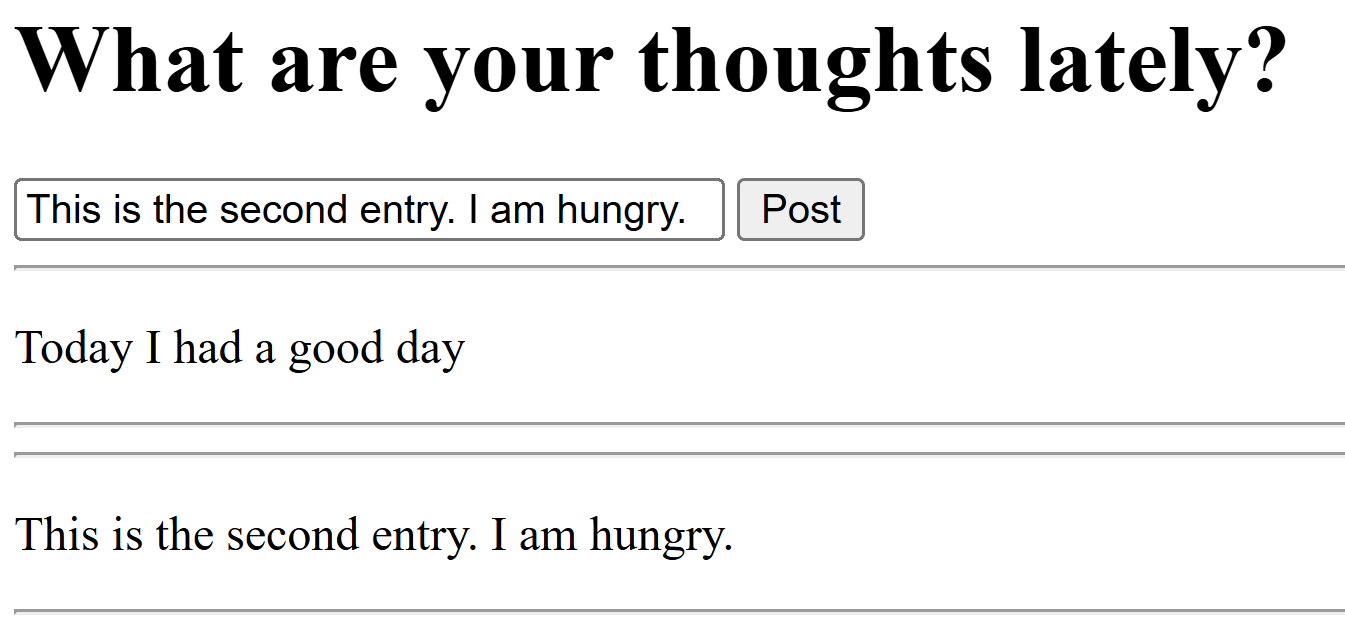 What are your thoughts lately?
This is the second entry. I am hungry. Post
Today I had a good day
This is the second entry. I am hungry.